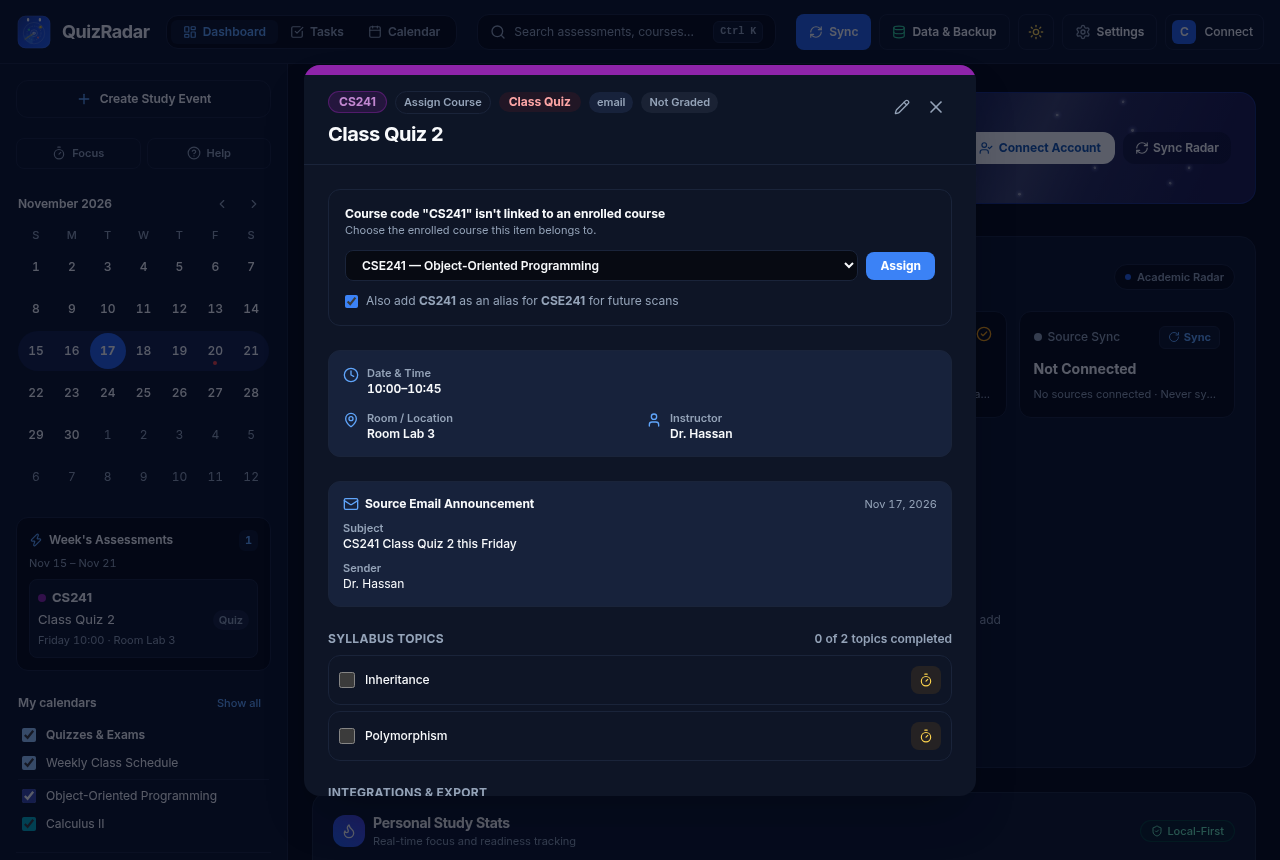 QuizRadar
Dashboard
Tasks
Calendar
Search assessments, courses...
Ctrl K
Sync
Data & Backup
Settings
C
Connect
Create Study Event
Focus
Help
November 2026
S M T W T F S
1 2 3 4 5 6 7
8 9 10 11 12 13 14
15 16 17 18 19 20 21
22 23 24 25 26 27 28
29 30 1 2 3 4 5
6 7 8 9 10 11 12
Week's Assessments
1
Nov 15 – Nov 21
CS241
Class Quiz 2
Quiz
Friday 10:00 · Room Lab 3
My calendars
Show all
Quizzes & Exams
Weekly Class Schedule
Object-Oriented Programming
Calculus II
CS241
Assign Course
Class Quiz
email
Not Graded
Class Quiz 2
Course code "CS241" isn't linked to an enrolled course
Choose the enrolled course this item belongs to.
CSE241 — Object-Oriented Programming
Assign
Also add CS241 as an alias for CSE241 for future scans
Date & Time
10:00–10:45
Room / Location
Room Lab 3
Instructor
Dr. Hassan
Source Email Announcement
Nov 17, 2026
Subject
CS241 Class Quiz 2 this Friday
Sender
Dr. Hassan
SYLLABUS TOPICS
0 of 2 topics completed
Inheritance
Polymorphism
INTEGRATIONS & EXPORT
Connect Account
Sync Radar
Academic Radar
Source Sync
Sync
Not Connected
No sources connected · Never sy...
add
Personal Study Stats
Real-time focus and readiness tracking
Local-First